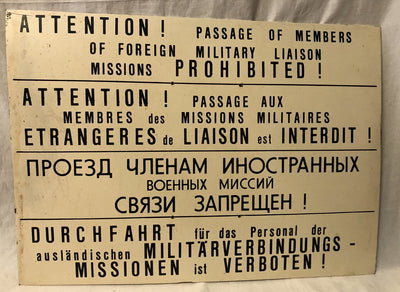 ATTENTION ! PASSAGE OF MEMBERS
OF FOREIGN MILITARY LIAISON
MISSIONS PROHIBITED !
ATTENTION ! PASSAGE AUX
MEMBRES des MISSIONS MILITAIRES
ETRANGERES de LIAISON est INTERDIT !
ПРОЕЗД ЧЛЕНАМ ИНОСТРАННЫХ
ВОЕННЫХ МИССИЙ
СВЯЗИ ЗАПРЕЩЕН !
DURCHFAHRT für das Personal der
ausländischen MILITÄRVERBINDUNGS -
MISSIONEN ist VERBOTEN !